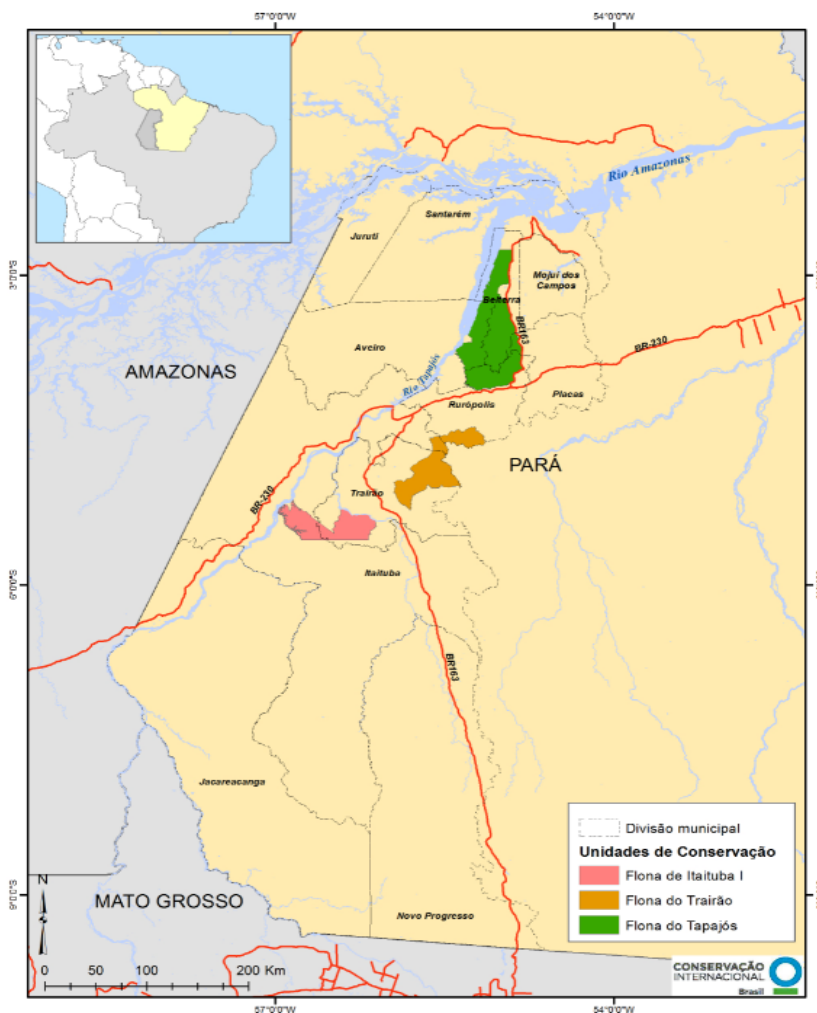 57°0'0"W
54°0'0"W
Rio Amazonas
Santarém
Juruti
3°0'0"S
Mojuí dos
Campos
Belterra
BR163
BR-230
Aveiro
AMAZONAS
Rio Tapajós
Placas
Rurópolis
PARÁ
Trairão
BR-230
Itaituba
6°0'0"S
BR163
Jacareacanga
Divisão municipal
Unidades de Conservação
Flona de Itaituba I
Flona do Trairão
Flona do Tapajós
9°0'0"S
N
MATO GROSSO
Novo Progresso
0 50 100 200 Km
CONSERVAÇÃO
INTERNACIONAL
Brasil
57°0'0"W
54°0'0"W